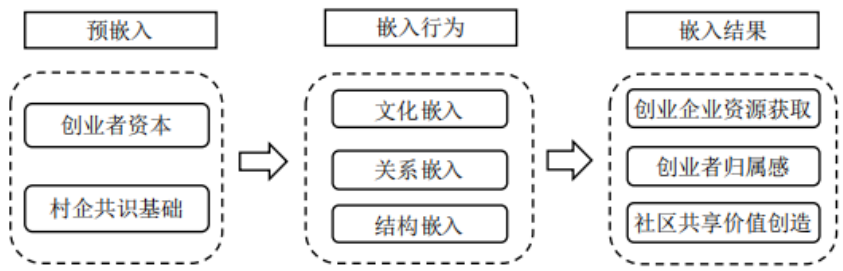 预嵌入
嵌入行为
嵌入结果
创业者资本
村企共识基础
文化嵌入
关系嵌入
结构嵌入
创业企业资源获取
创业者归属感
社区共享价值创造